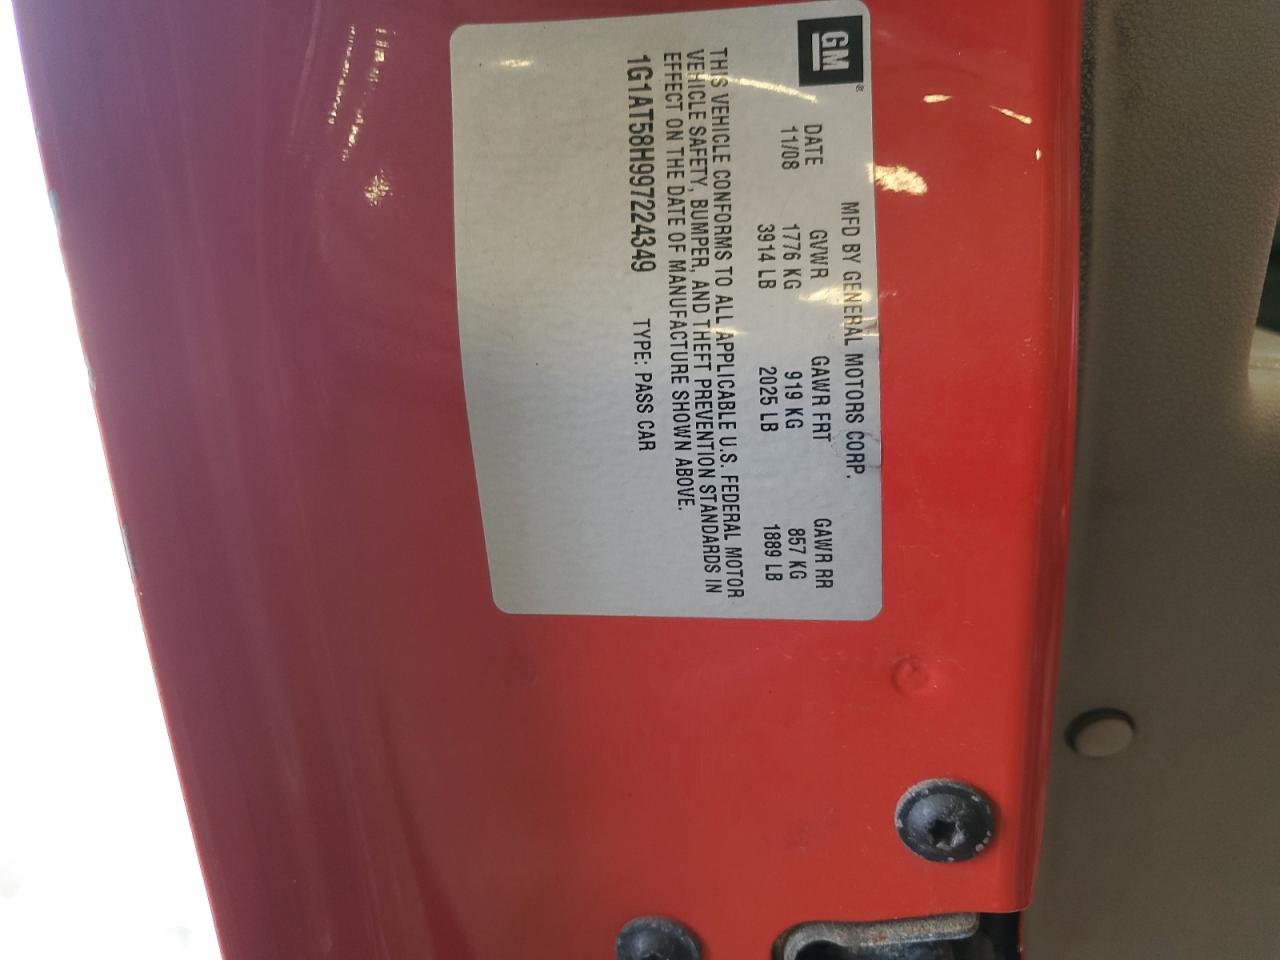 GM®
MFD BY GENERAL MOTORS CORP.
DATE GVWR GAWR FRT GAWR RR
11/08 1776 KG 919 KG 857 KG
3914 LB 2025 LB 1889 LB
THIS VEHICLE CONFORMS TO ALL APPLICABLE U.S. FEDERAL MOTOR
VEHICLE SAFETY, BUMPER, AND THEFT PREVENTION STANDARDS IN
EFFECT ON THE DATE OF MANUFACTURE SHOWN ABOVE.
1G1AT58H997224349 TYPE: PASS CAR